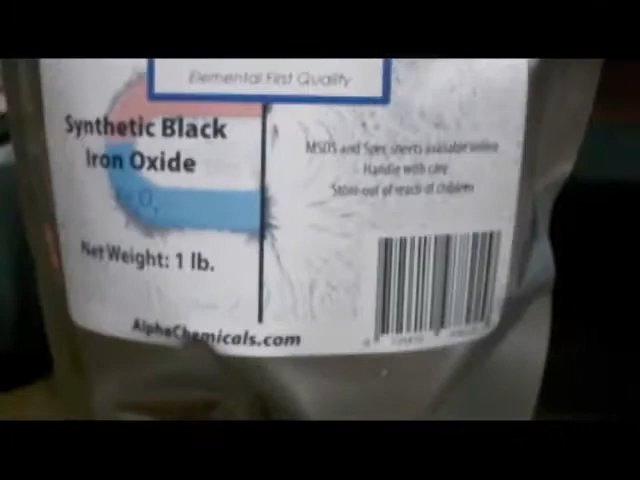 Elemental First Quality
Synthetic Black
Iron Oxide
Net Weight: 1 lb.
AlphaChemicals.com
MSDS and Spec sheets available online
Handle with care
Store out of reach of children